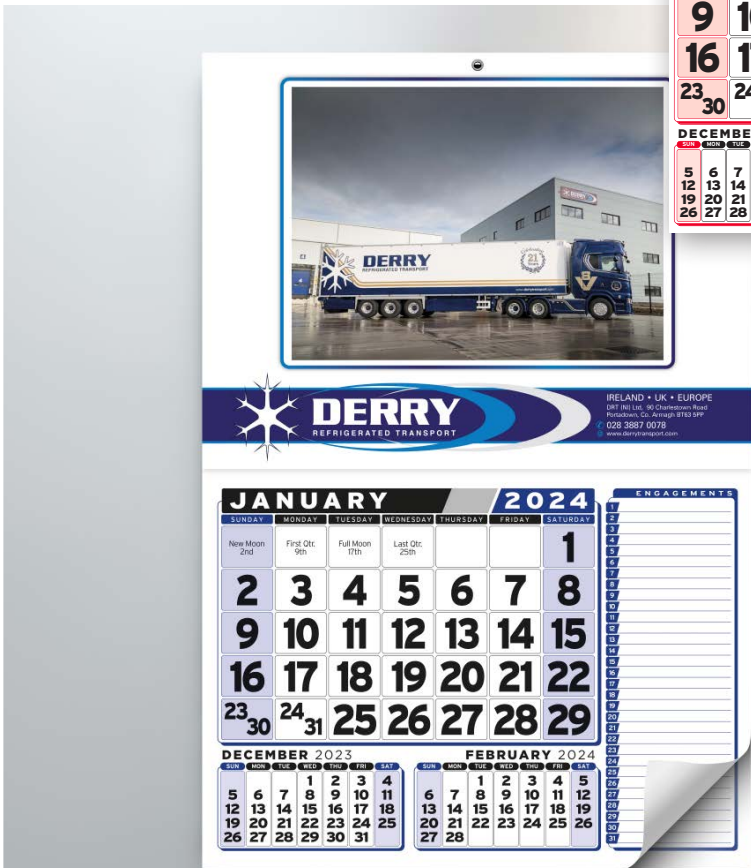 9
16
23 30 24
DECEMBE
SUN MON TUE
5 6 7
12 13 14
19 20 21
26 27 28
DERRY
DERRY
REFRIGERATED TRANSPORT
21
DERRY
REFRIGERATED TRANSPORT
IRELAND • UK • EUROPE
DRT (NI) Ltd, 90 Charlestown Road
Portadown, Co. Armagh BT63 5PP
028 3887 0078
www.derrytransport.com
JANUARY 2024
SUNDAY MONDAY TUESDAY WEDNESDAY THURSDAY FRIDAY SATURDAY
New Moon 2nd First Qtr. 9th Full Moon 17th Last Qtr. 25th 1
2 3 4 5 6 7 8
9 10 11 12 13 14 15
16 17 18 19 20 21 22
23 30 24 31 25 26 27 28 29
ENGAGEMENTS
1
2
3
4
5
6
7
8
9
10
11
12
13
14
15
16
17
18
19
20
21
22
23
24
25
26
27
28
29
30
31
DECEMBER 2023
SUN MON TUE WED THU FRI SAT
1 2 3 4
5 6 7 8 9 10 11
12 13 14 15 16 17 18
19 20 21 22 23 24 25
26 27 28 29 30 31
FEBRUARY 2024
SUN MON TUE WED THU FRI SAT
1 2 3 4 5
6 7 8 9 10 11 12
13 14 15 16 17 18 19
20 21 22 23 24 25 26
27 28